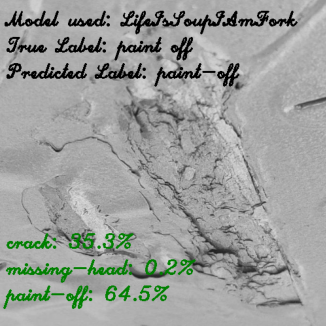 Model used: LifeIsSoupIAmFork
True Label: paint off
Predicted Label: paint-off
crack: 35.3%
missing-head: 0.2%
paint-off: 64.5%